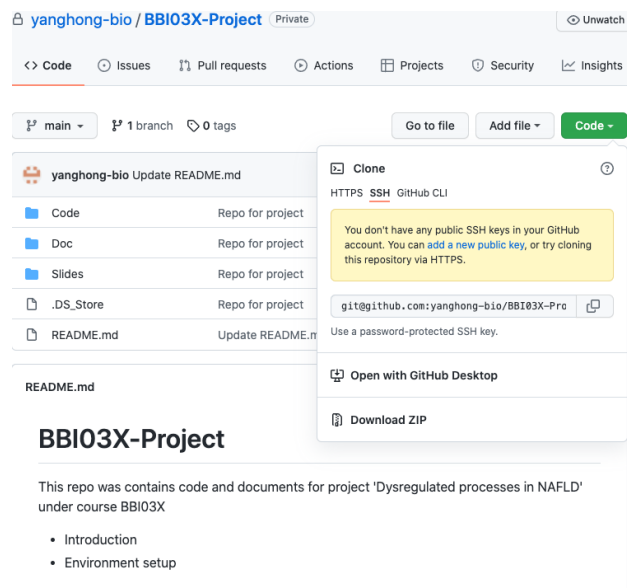 yanghong-bio / BBI03X-Project Private
Unwatch
Code Issues Pull requests Actions Projects Security Insights
main 1 branch 0 tags Go to file Add file Code
yanghong-bio Update README.md
Code Repo for project
Doc Repo for project
Slides Repo for project
.DS_Store Repo for project
README.md Update README.m
Clone
HTTPS SSH GitHub CLI
You don't have any public SSH keys in your GitHub
account. You can add a new public key, or try cloning
this repository via HTTPS.
git@github.com:yanghong-bio/BBI03X-Pro
Use a password-protected SSH key.
Open with GitHub Desktop
Download ZIP
README.md
BBI03X-Project
This repo was contains code and documents for project 'Dysregulated processes in NAFLD'
under course BBI03X
• Introduction
• Environment setup